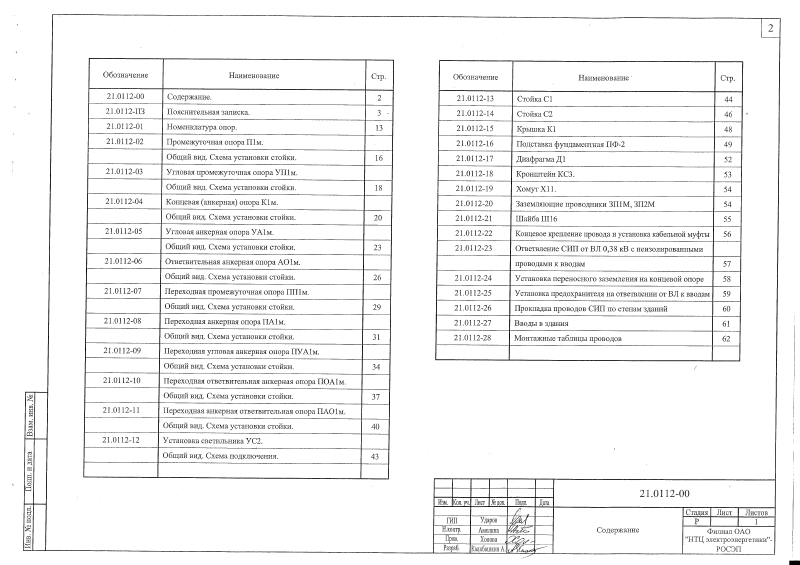 2
Обозначение Наименование Стр.
21.0112-00 Содержание. 2
21.0112-ПЗ Пояснительная записка. 3
21.0112-01 Номенклатура опор. 13
21.0112-02 Промежуточная опора П1м.
Общий вид. Схема установки стойки. 16
21.0112-03 Угловая промежуточная опора УП1м.
Общий вид. Схема установки стойки. 18
21.0112-04 Концевая (анкерная) опора К1м.
Общий вид. Схема установки стойки. 20
21.0112-05 Угловая анкерная опора УА1м.
Общий вид. Схема установки стойки. 23
21.0112-06 Ответвительная анкерная опора АО1м.
Общий вид. Схема установки стойки. 26
21.0112-07 Переходная промежуточная опора ПП1м.
Общий вид. Схема установки стойки. 29
21.0112-08 Переходная анкерная опора ПА1м.
Общий вид. Схема установки стойки. 31
21.0112-09 Переходная угловая анкерная опора ПУА1м.
Общий вид. Схема установки стойки. 34
21.0112-10 Переходная ответвительная анкерная опора ПОА1м.
Общий вид. Схема установки стойки. 37
21.0112-11 Переходная анкерная ответвительная опора ПАО1м.
Общий вид. Схема установки стойки. 40
21.0112-12 Установка светильника УС2.
Общий вид. Схема подключения. 43
Обозначение Наименование Стр.
21.0112-13 Стойка С1 44
21.0112-14 Стойка С2 46
21.0112-15 Крышка К1 48
21.0112-16 Подставка фундаментная ПФ-2 49
21.0112-17 Диафрагма Д1 52
21.0112-18 Кронштейн КС3. 53
21.0112-19 Хомут Х11. 54
21.0112-20 Заземляющие проводники ЗП1М, ЗП2М 54
21.0112-21 Шайба Ш16 55
21.0112-22 Концевое крепление провода и установка кабельной муфты 56
21.0112-23 Ответвление СИП от ВЛ 0,38 кВ с неизолированными
проводами к вводам 57
21.0112-24 Установка переносного заземления на концевой опоре 58
21.0112-25 Установка предохранителя на ответвлении от ВЛ к вводам 59
21.0112-26 Прокладка проводов СИП по стенам зданий 60
21.0112-27 Вводы в здания 61
21.0112-28 Монтажные таблицы проводов 62
Взам. инв. №
Подп. и дата
Инв. № подл.
21.0112-00
Изм. Кол. уч. Лист № док. Подп. Дата
ГИП Ударов
Н.контр. Амелина
Пров. Хонина
Разраб. Кидибицкая А.
Содержание
Стадия Лист Листов
Р 1
Филиал ОАО
"НТЦ электроэнергетики"-
РОСЭП